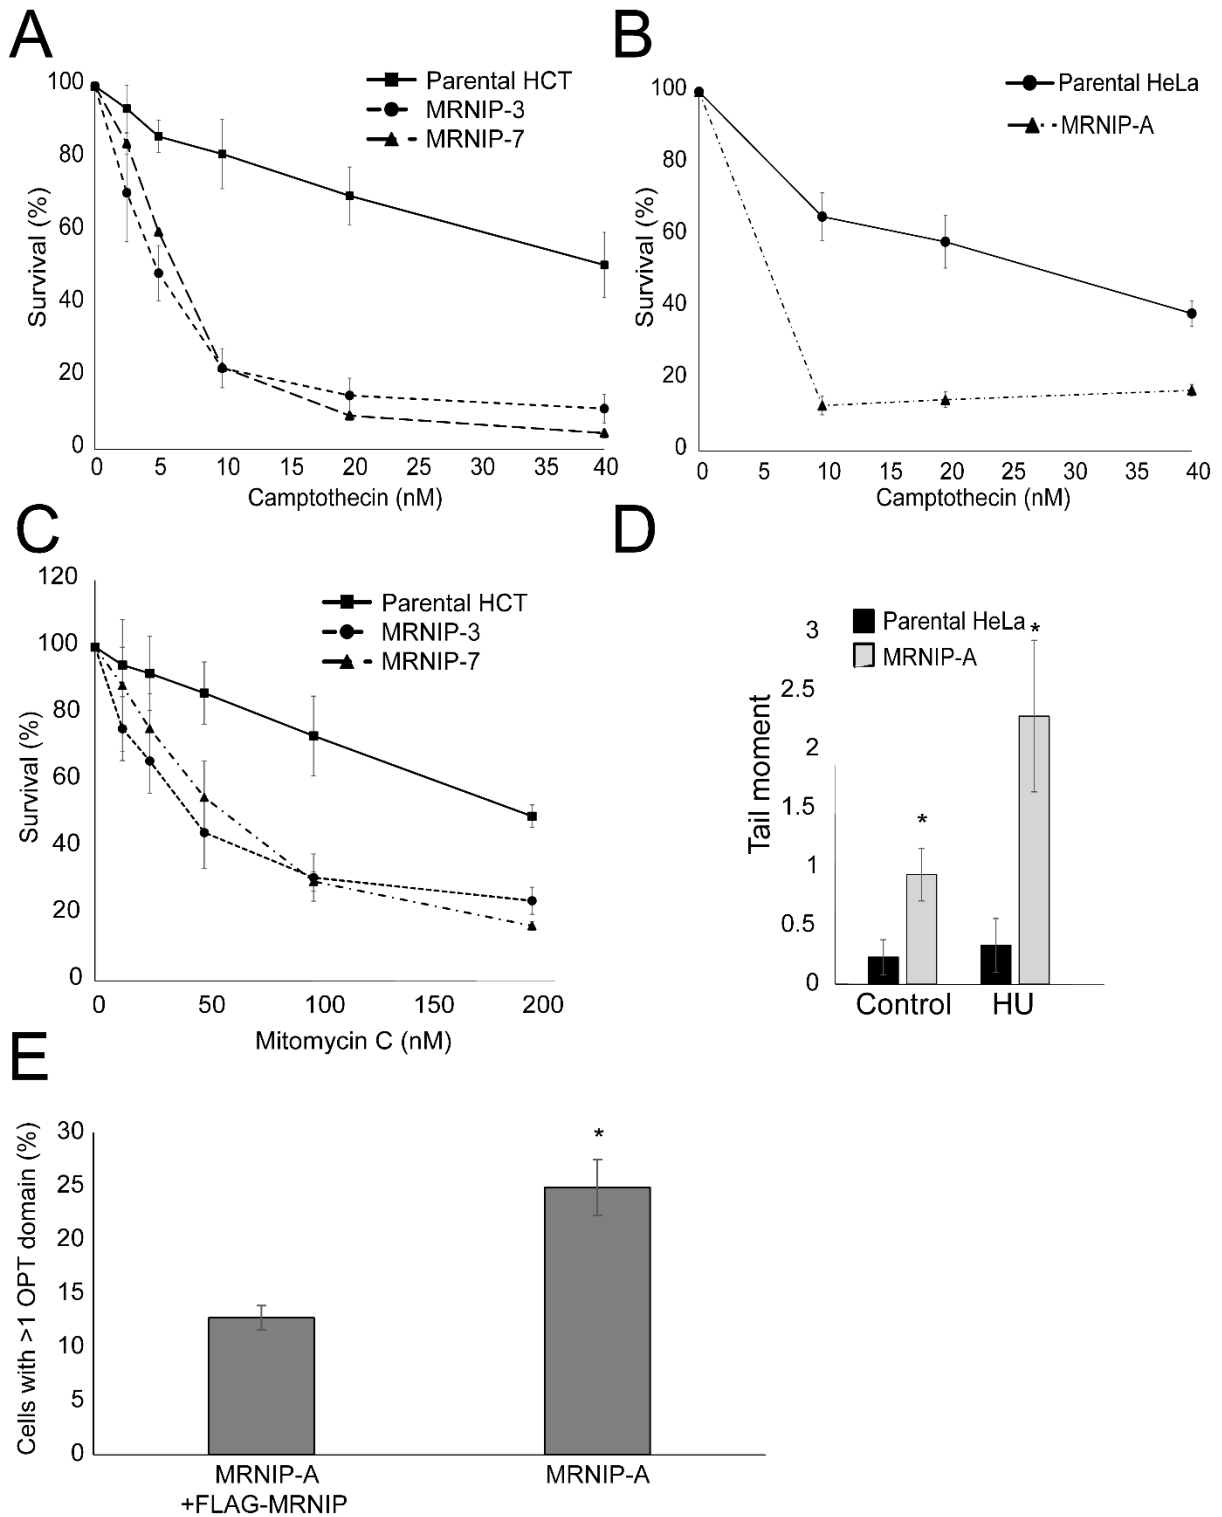 A
100
80
60
40
20
0
Survival (%)
Parental HCT
MRNIP-3
MRNIP-7
0 5 10 15 20 25 30 35 40
Camptothecin (nM)
B
100
80
60
40
20
0
Survival (%)
Parental HeLa
MRNIP-A
0 5 10 15 20 25 30 35 40
Camptothecin (nM)
C
120
100
80
60
40
20
0
Survival (%)
Parental HCT
MRNIP-3
MRNIP-7
0 50 100 150 200
Mitomycin C (nM)
D
3
2.5
2
1.5
1
0.5
0
Tail moment
Parental HeLa
MRNIP-A
*
*
Control HU
E
30
25
20
15
10
5
0
Cells with >1 OPT domain (%)
*
MRNIP-A
+FLAG-MRNIP
MRNIP-A